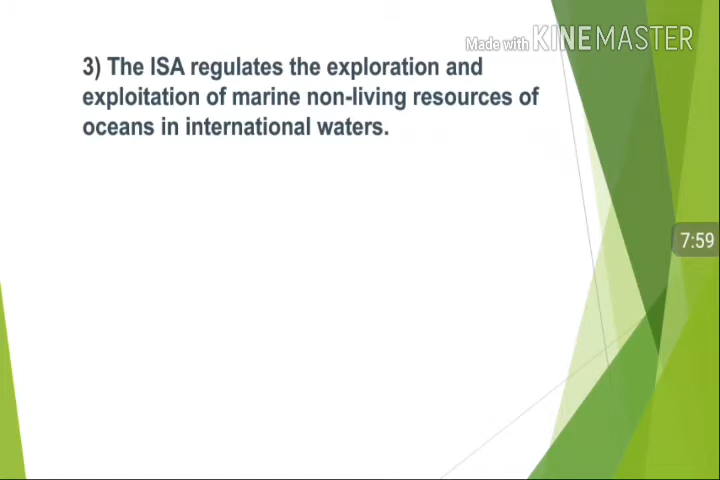 Made with KINEMASTER
3) The ISA regulates the exploration and
exploitation of marine non-living resources of
oceans in international waters.
7:59